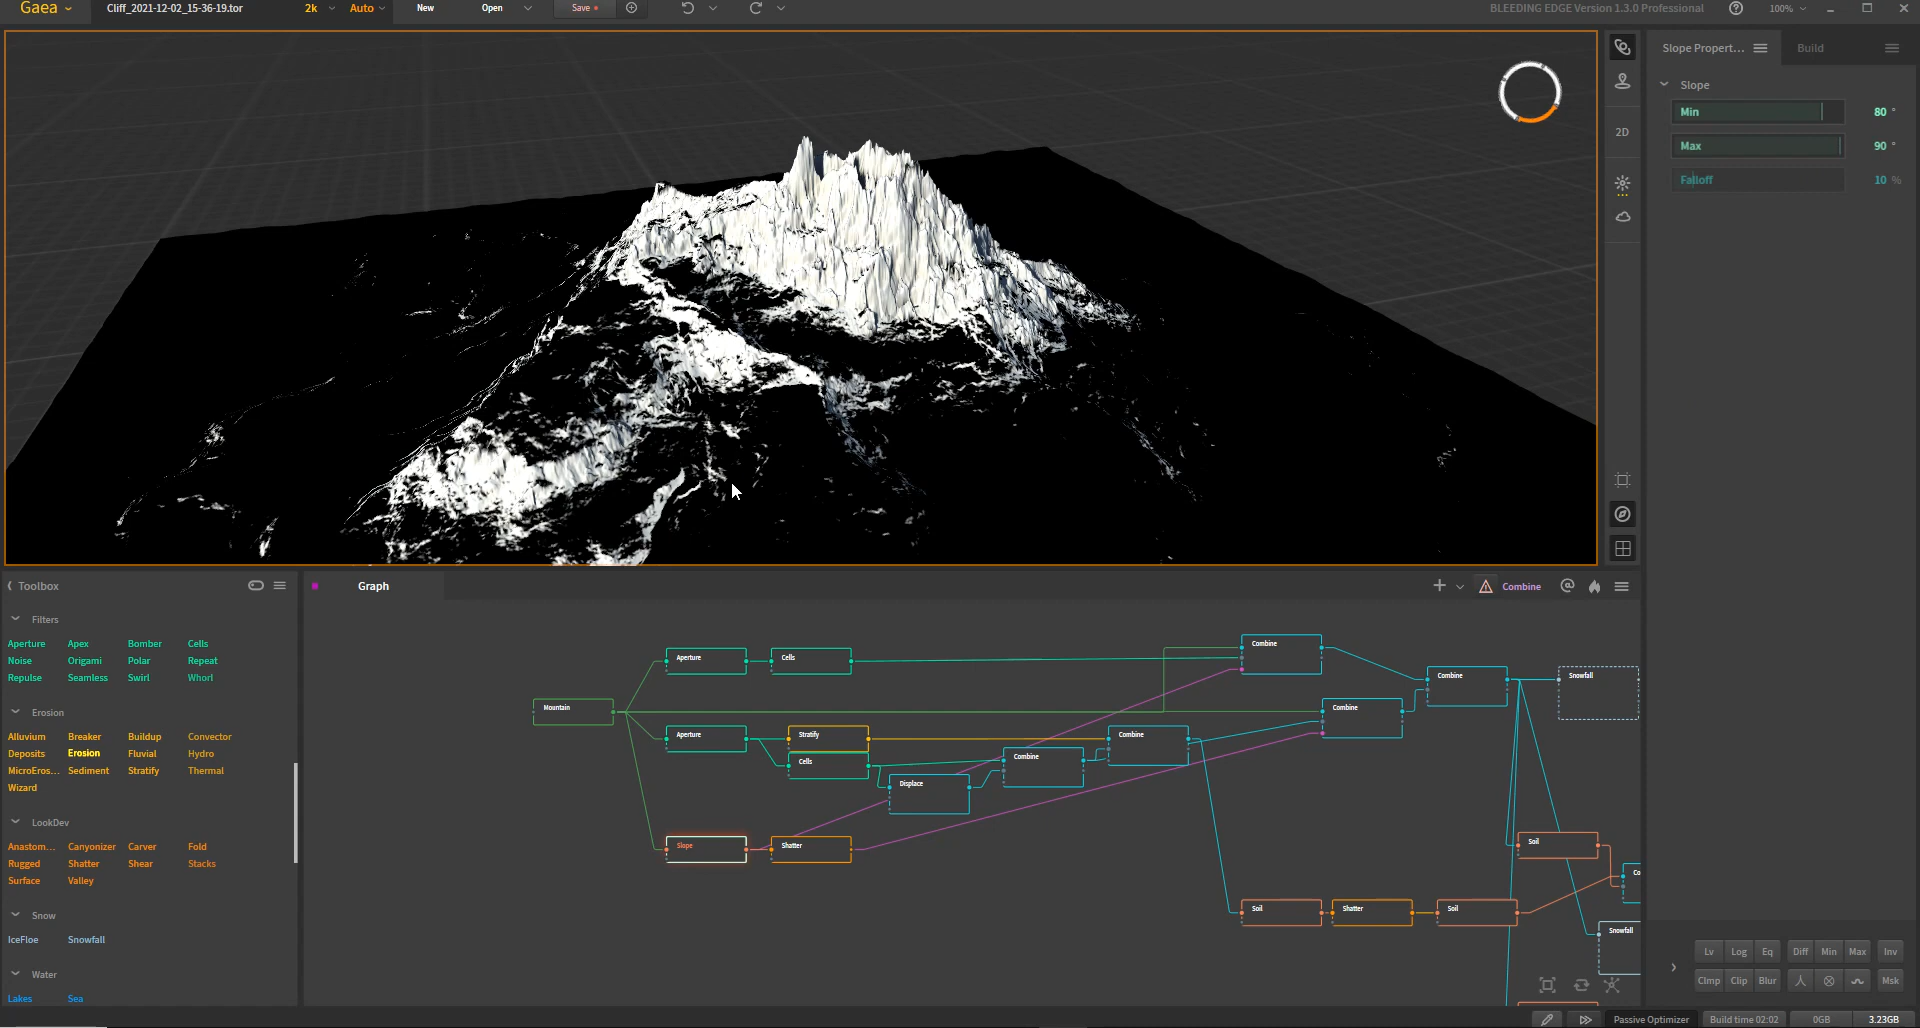 Gaea
Cliff_2021-12-02_15-36-19.tor
2k
Auto
New
Open
Save
BLEEDING EDGE Version 1.3.0 Professional
100%
Slope Propert...
Build
Slope
Min 80 °
Max 90 °
Falloff 10 %
2D
Toolbox
Graph
Combine
Filters
Aperture Apex Bomber Cells
Noise Origami Polar Repeat
Repulse Seamless Swirl Whorl
Erosion
Alluvium Breaker Buildup Convector
Deposits Erosion Fluvial Hydro
MicroEros... Sediment Stratify Thermal
Wizard
LookDev
Anastom... Canyonizer Carver Fold
Rugged Shatter Shear Stacks
Surface Valley
Snow
IceFloe Snowfall
Water
Lakes Sea
Combine
Aperture
Cells
Combine
Snowfall
Mountain
Combine
Aperture
Stratify
Combine
Cells
Combine
Displace
Slope
Shatter
Soil
Co
Soil
Shatter
Soil
Snowfall
Lv Log Eq Diff Min Max Inv
Clmp Clip Blur Msk
Passive Optimizer
Build time 02:02
0GB
3.23GB